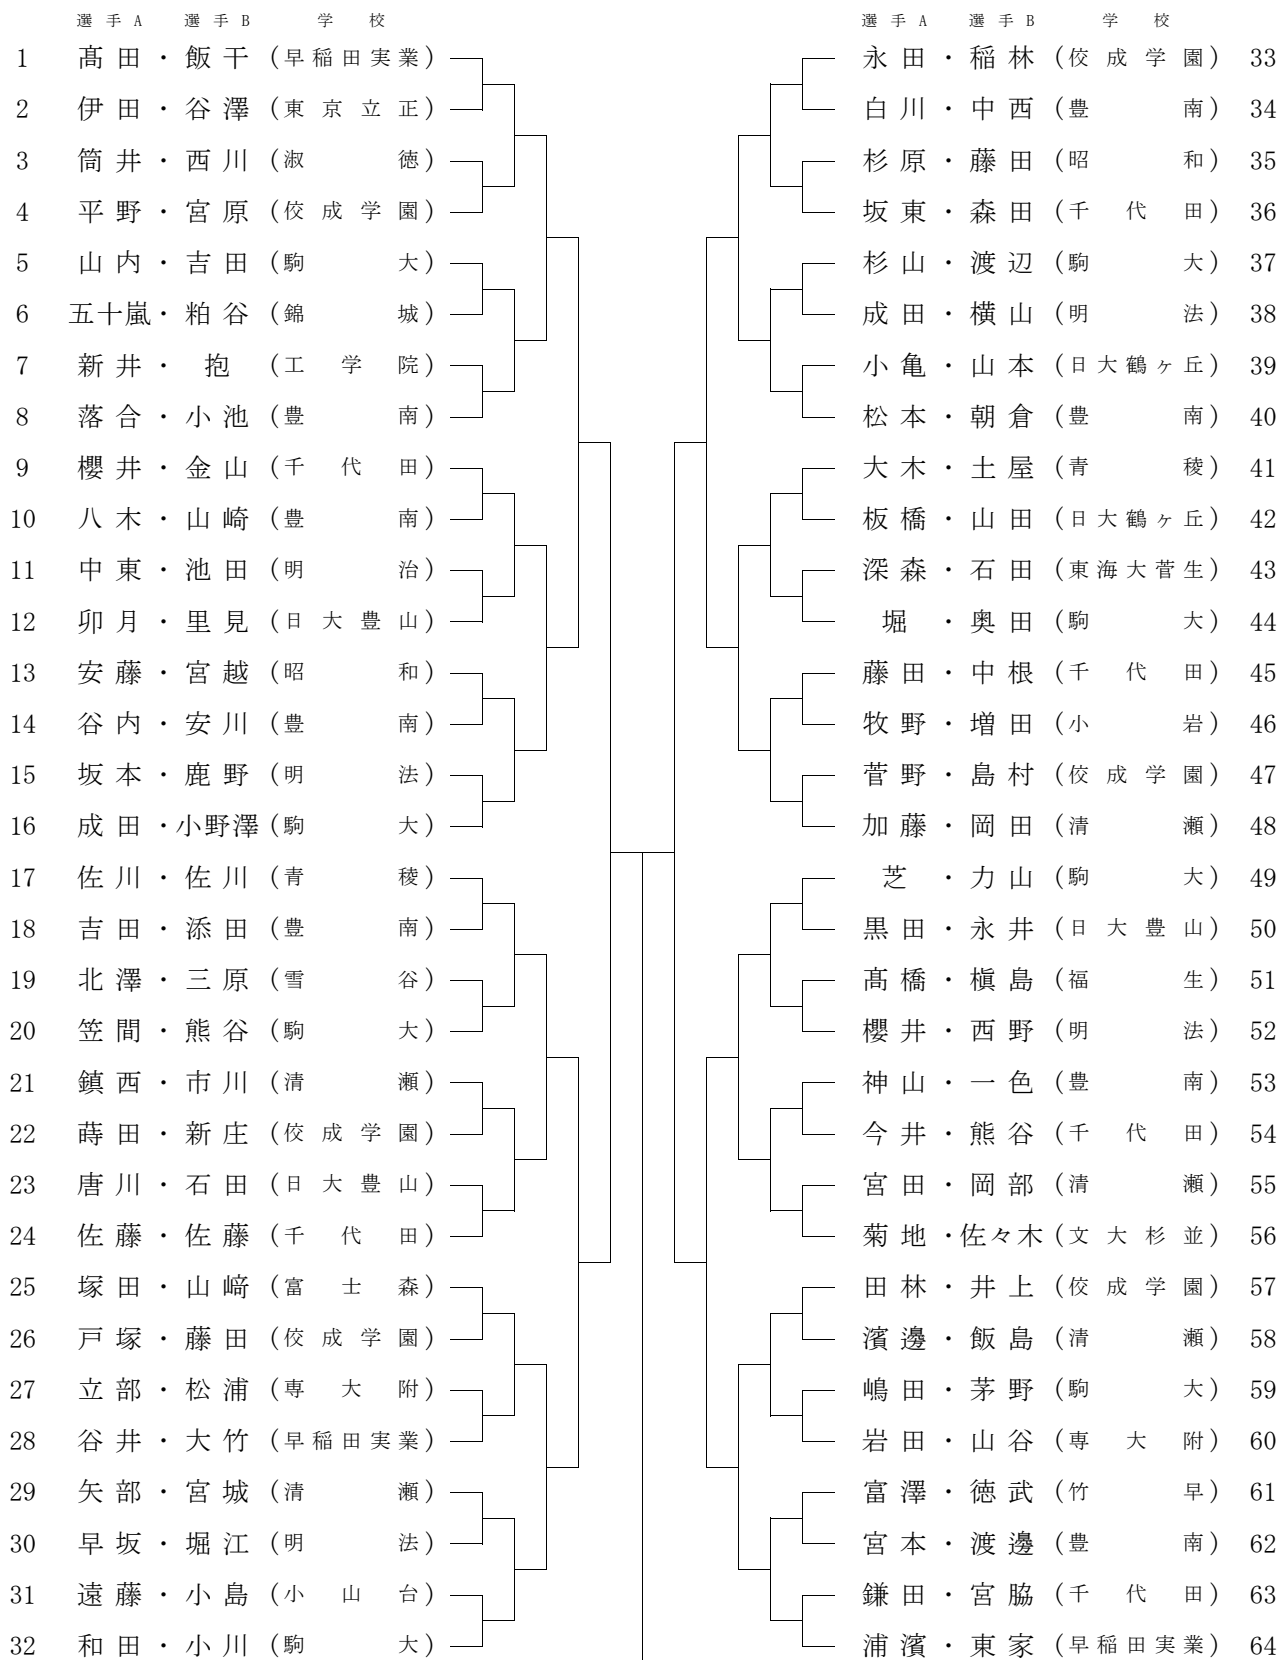 選手A 選手B 学校
1 髙田・飯干（早稲田実業）
2 伊田・谷澤（東京立正）
3 筒井・西川（淑徳）
4 平野・宮原（佼成学園）
5 山内・吉田（駒大）
6 五十嵐・粕谷（錦城）
7 新井・抱（工学院）
8 落合・小池（豊南）
9 櫻井・金山（千代田）
10 八木・山崎（豊南）
11 中東・池田（明治）
12 卯月・里見（日大豊山）
13 安藤・宮越（昭和）
14 谷内・安川（豊南）
15 坂本・鹿野（明法）
16 成田・小野澤（駒大）
17 佐川・佐川（青稜）
18 吉田・添田（豊南）
19 北澤・三原（雪谷）
20 笠間・熊谷（駒大）
21 鎮西・市川（清瀬）
22 蒔田・新庄（佼成学園）
23 唐川・石田（日大豊山）
24 佐藤・佐藤（千代田）
25 塚田・山﨑（富士森）
26 戸塚・藤田（佼成学園）
27 立部・松浦（専大附）
28 谷井・大竹（早稲田実業）
29 矢部・宮城（清瀬）
30 早坂・堀江（明法）
31 遠藤・小島（小山台）
32 和田・小川（駒大）
選手A 選手B 学校
永田・稲林（佼成学園） 33
白川・中西（豊南） 34
杉原・藤田（昭和） 35
坂東・森田（千代田） 36
杉山・渡辺（駒大） 37
成田・横山（明法） 38
小亀・山本（日大鶴ヶ丘） 39
松本・朝倉（豊南） 40
大木・土屋（青稜） 41
板橋・山田（日大鶴ヶ丘） 42
深森・石田（東海大菅生） 43
堀・奥田（駒大） 44
藤田・中根（千代田） 45
牧野・増田（小岩） 46
菅野・島村（佼成学園） 47
加藤・岡田（清瀬） 48
芝・力山（駒大） 49
黒田・永井（日大豊山） 50
髙橋・槇島（福生） 51
櫻井・西野（明法） 52
神山・一色（豊南） 53
今井・熊谷（千代田） 54
宮田・岡部（清瀬） 55
菊地・佐々木（文大杉並） 56
田林・井上（佼成学園） 57
濱邊・飯島（清瀬） 58
嶋田・茅野（駒大） 59
岩田・山谷（専大附） 60
富澤・徳武（竹早） 61
宮本・渡邊（豊南） 62
鎌田・宮脇（千代田） 63
浦濱・東家（早稲田実業） 64